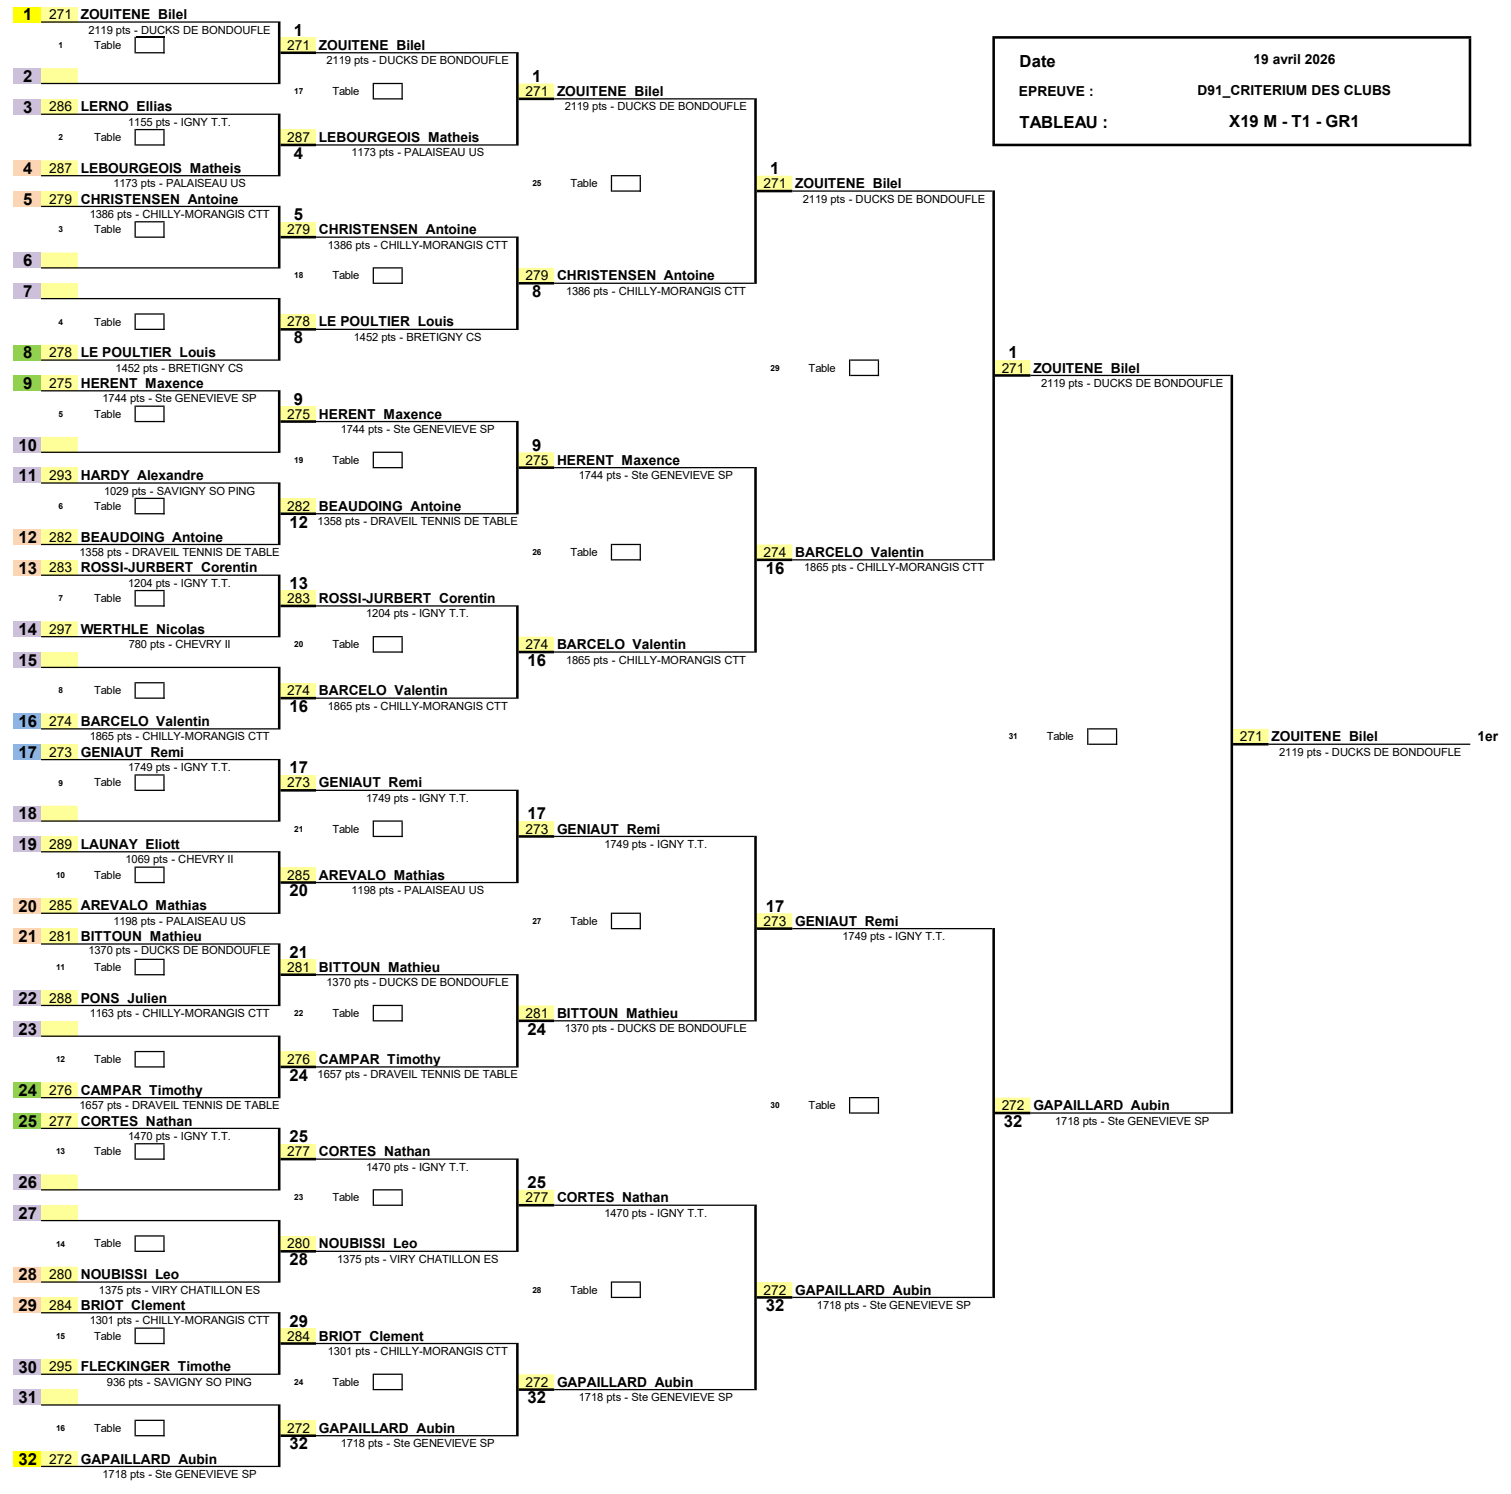 Date 19 avril 2026
EPREUVE : D91_CRITERIUM DES CLUBS
TABLEAU : X19 M - T1 - GR1
1 271 ZOUITENE Bilel
2119 pts - DUCKS DE BONDOUFLE
1 Table
2
3 286 LERNO Ellias
1155 pts - IGNY T.T.
2 Table
4 287 LEBOURGEOIS Matheis
1173 pts - PALAISEAU US
5 279 CHRISTENSEN Antoine
1386 pts - CHILLY-MORANGIS CTT
3 Table
6
7
4 Table
8 278 LE POULTIER Louis
1452 pts - BRETIGNY CS
9 275 HERENT Maxence
1744 pts - Ste GENEVIEVE SP
5 Table
10
11 293 HARDY Alexandre
1029 pts - SAVIGNY SO PING
6 Table
12 282 BEAUDOING Antoine
1358 pts - DRAVEIL TENNIS DE TABLE
13 283 ROSSI-JURBERT Corentin
1204 pts - IGNY T.T.
7 Table
14 297 WERTHLE Nicolas
780 pts - CHEVRY II
15
8 Table
16 274 BARCELO Valentin
1865 pts - CHILLY-MORANGIS CTT
17 273 GENIAUT Remi
1749 pts - IGNY T.T.
9 Table
18
19 289 LAUNAY Eliott
1069 pts - CHEVRY II
10 Table
20 285 AREVALO Mathias
1198 pts - PALAISEAU US
21 281 BITTOUN Mathieu
1370 pts - DUCKS DE BONDOUFLE
11 Table
22 288 PONS Julien
1163 pts - CHILLY-MORANGIS CTT
23
12 Table
24 276 CAMPAR Timothy
1657 pts - DRAVEIL TENNIS DE TABLE
25 277 CORTES Nathan
1470 pts - IGNY T.T.
13 Table
26
27
14 Table
28 280 NOUBISSI Leo
1375 pts - VIRY CHATILLON ES
29 284 BRIOT Clement
1301 pts - CHILLY-MORANGIS CTT
15 Table
30 295 FLECKINGER Timothe
936 pts - SAVIGNY SO PING
31
16 Table
32 272 GAPAILLARD Aubin
1718 pts - Ste GENEVIEVE SP
1
271 ZOUITENE Bilel
2119 pts - DUCKS DE BONDOUFLE
17 Table
287 LEBOURGEOIS Matheis
4 1173 pts - PALAISEAU US
5
279 CHRISTENSEN Antoine
1386 pts - CHILLY-MORANGIS CTT
18 Table
278 LE POULTIER Louis
8 1452 pts - BRETIGNY CS
9
275 HERENT Maxence
1744 pts - Ste GENEVIEVE SP
19 Table
282 BEAUDOING Antoine
12 1358 pts - DRAVEIL TENNIS DE TABLE
13
283 ROSSI-JURBERT Corentin
1204 pts - IGNY T.T.
20 Table
274 BARCELO Valentin
16 1865 pts - CHILLY-MORANGIS CTT
17
273 GENIAUT Remi
1749 pts - IGNY T.T.
21 Table
285 AREVALO Mathias
20 1198 pts - PALAISEAU US
21
281 BITTOUN Mathieu
1370 pts - DUCKS DE BONDOUFLE
22 Table
276 CAMPAR Timothy
24 1657 pts - DRAVEIL TENNIS DE TABLE
25
277 CORTES Nathan
1470 pts - IGNY T.T.
23 Table
280 NOUBISSI Leo
28 1375 pts - VIRY CHATILLON ES
29
284 BRIOT Clement
1301 pts - CHILLY-MORANGIS CTT
24 Table
272 GAPAILLARD Aubin
32 1718 pts - Ste GENEVIEVE SP
1
271 ZOUITENE Bilel
2119 pts - DUCKS DE BONDOUFLE
25 Table
279 CHRISTENSEN Antoine
8 1386 pts - CHILLY-MORANGIS CTT
9
275 HERENT Maxence
1744 pts - Ste GENEVIEVE SP
26 Table
274 BARCELO Valentin
16 1865 pts - CHILLY-MORANGIS CTT
17
273 GENIAUT Remi
1749 pts - IGNY T.T.
27 Table
281 BITTOUN Mathieu
24 1370 pts - DUCKS DE BONDOUFLE
25
277 CORTES Nathan
1470 pts - IGNY T.T.
28 Table
272 GAPAILLARD Aubin
32 1718 pts - Ste GENEVIEVE SP
1
271 ZOUITENE Bilel
2119 pts - DUCKS DE BONDOUFLE
29 Table
274 BARCELO Valentin
16 1865 pts - CHILLY-MORANGIS CTT
17
273 GENIAUT Remi
1749 pts - IGNY T.T.
30 Table
272 GAPAILLARD Aubin
32 1718 pts - Ste GENEVIEVE SP
1
271 ZOUITENE Bilel
2119 pts - DUCKS DE BONDOUFLE
31 Table
272 GAPAILLARD Aubin
32 1718 pts - Ste GENEVIEVE SP
271 ZOUITENE Bilel 1er
2119 pts - DUCKS DE BONDOUFLE